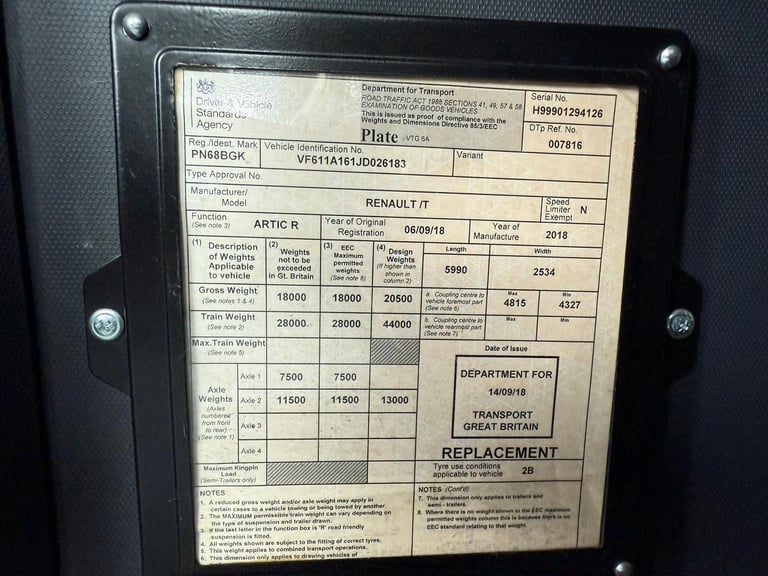 Driver & Vehicle
Standards
Agency
Department for Transport
ROAD TRAFFIC ACT 1988 SECTIONS 41, 49, 57 & 58
EXAMINATION OF GOODS VEHICLES
This is issued as proof of compliance with the
Weights and Dimensions Directive 85/3/EEC
Plate VTG 6A
Serial No.
H99901294126
DTp Ref. No.
007816
Reg./Ident. Mark
PN68BGK
Vehicle Identification No.
VF611A161JD026183
Variant
Type Approval No.
Manufacturer/
Model
RENAULT /T
Speed
Limiter
Exempt
N
Function
(See note 3)
ARTIC R
Year of Original
Registration
06/09/18
Year of
Manufacture
2018
(1) Description
of Weights
Applicable
to vehicle
(2) Weights
not to be
exceeded
in Gt. Britain
(3) EEC
Maximum
permitted
weights
(See note 8)
(4) Design
Weights
(if higher than
shown in
column 2)
Length
5990
Width
2534
Gross Weight
(See notes 1 & 4)
18000 18000 20500
a. Coupling centre to
vehicle foremost part
(See note 6)
Max
4815
Min
4327
Train Weight
(See note 2)
28000 28000 44000
b. Coupling centre to
vehicle rearmost part
(See note 7)
Max
Min
Max.Train Weight
(See note 5)
Axle
Weights
(Axles
numbered
from front
to rear)
(See note 1)
Axle 1 7500 7500
Axle 2 11500 11500 13000
Axle 3
Axle 4
Maximum Kingpin
Load
(Semi-Trailers only)
Date of Issue
DEPARTMENT FOR
14/09/18
TRANSPORT
GREAT BRITAIN
REPLACEMENT
Tyre use conditions
applicable to vehicle
2B
NOTES
1. A reduced gross weight and/or axle weight may apply in
certain cases to a vehicle towing or being towed by another.
2. The MAXIMUM permissible train weight can vary depending on
the type of suspension and trailer drawn.
3. If the last letter in the function box is 'R' road friendly
suspension is fitted.
4. All weights shown are subject to the fitting of correct tyres.
5. This weight applies to combined transport operations.
6. This dimension only applies to drawing vehicles of
NOTES (Cont'd)
7. This dimension only applies to trailers and
semi - trailers.
8. Where there is no weight shown in the EEC maximum
permitted weights column this is because there is no
EEC standard relating to that weight.